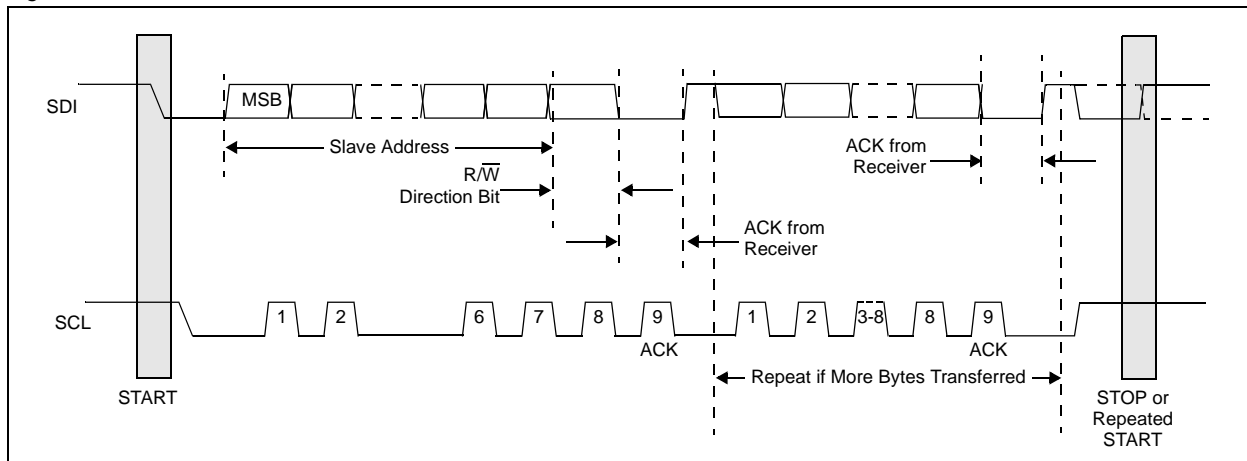 SDI
MSB
Slave Address
R/W̅
Direction Bit
ACK from
Receiver
ACK from
Receiver
SCL
1
2
6
7
8
9
ACK
1
2
3-8
8
9
ACK
Repeat if More Bytes Transferred
START
STOP or
Repeated
START